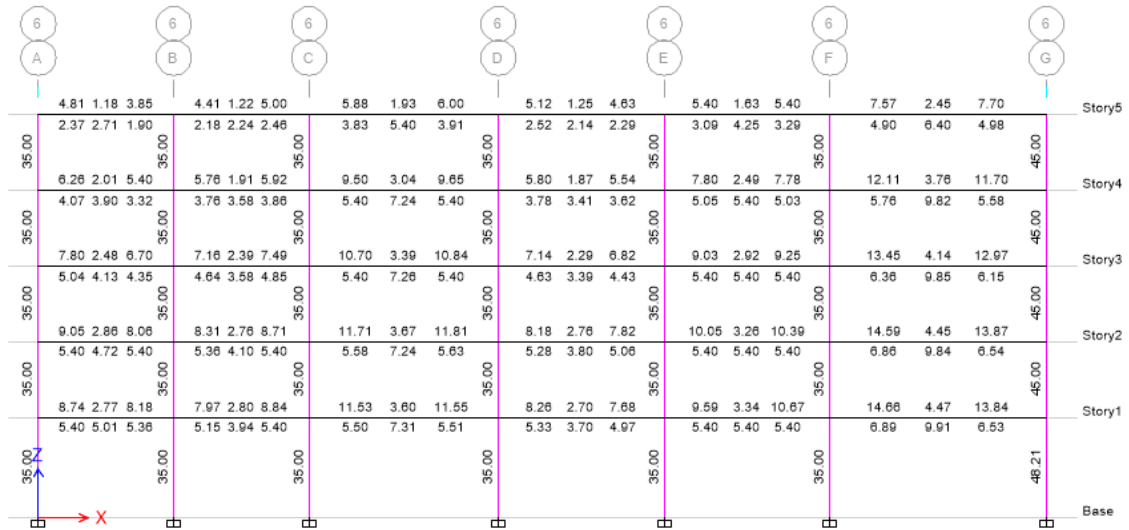 6 6 6 6 6 6 6
A B C D E F G
4.81 1.18 3.85 4.41 1.22 5.00 5.88 1.93 6.00 5.12 1.25 4.63 5.40 1.63 5.40 7.57 2.45 7.70 Story5
2.37 2.71 1.90 2.18 2.24 2.46 3.83 5.40 3.91 2.52 2.14 2.29 3.09 4.25 3.29 4.90 6.40 4.98
35.00 35.00 35.00 35.00 35.00 35.00 45.00
6.26 2.01 5.40 5.76 1.91 5.92 9.50 3.04 9.65 5.80 1.87 5.54 7.80 2.49 7.78 12.11 3.76 11.70 Story4
4.07 3.90 3.32 3.76 3.58 3.86 5.40 7.24 5.40 3.78 3.41 3.62 5.05 5.40 5.03 5.76 9.82 5.58
35.00 35.00 35.00 35.00 35.00 35.00 45.00
7.80 2.48 6.70 7.16 2.39 7.49 10.70 3.39 10.84 7.14 2.29 6.82 9.03 2.92 9.25 13.45 4.14 12.97 Story3
5.04 4.13 4.35 4.64 3.58 4.85 5.40 7.26 5.40 4.63 3.39 4.43 5.40 5.40 5.40 6.36 9.85 6.15
35.00 35.00 35.00 35.00 35.00 35.00 45.00
9.05 2.86 8.06 8.31 2.76 8.71 11.71 3.67 11.81 8.18 2.76 7.82 10.05 3.26 10.39 14.59 4.45 13.87 Story2
5.40 4.72 5.40 5.36 4.10 5.40 5.58 7.24 5.63 5.28 3.80 5.06 5.40 5.40 5.40 6.86 9.84 6.54
35.00 35.00 35.00 35.00 35.00 35.00 45.00
8.74 2.77 8.18 7.97 2.80 8.84 11.53 3.60 11.55 8.26 2.70 7.68 9.59 3.34 10.67 14.66 4.47 13.84 Story1
5.40 5.01 5.36 5.15 3.94 5.40 5.50 7.31 5.51 5.33 3.70 4.97 5.40 5.40 5.40 6.89 9.91 6.53
35.00 35.00 35.00 35.00 35.00 35.00 48.21
Z
X Base